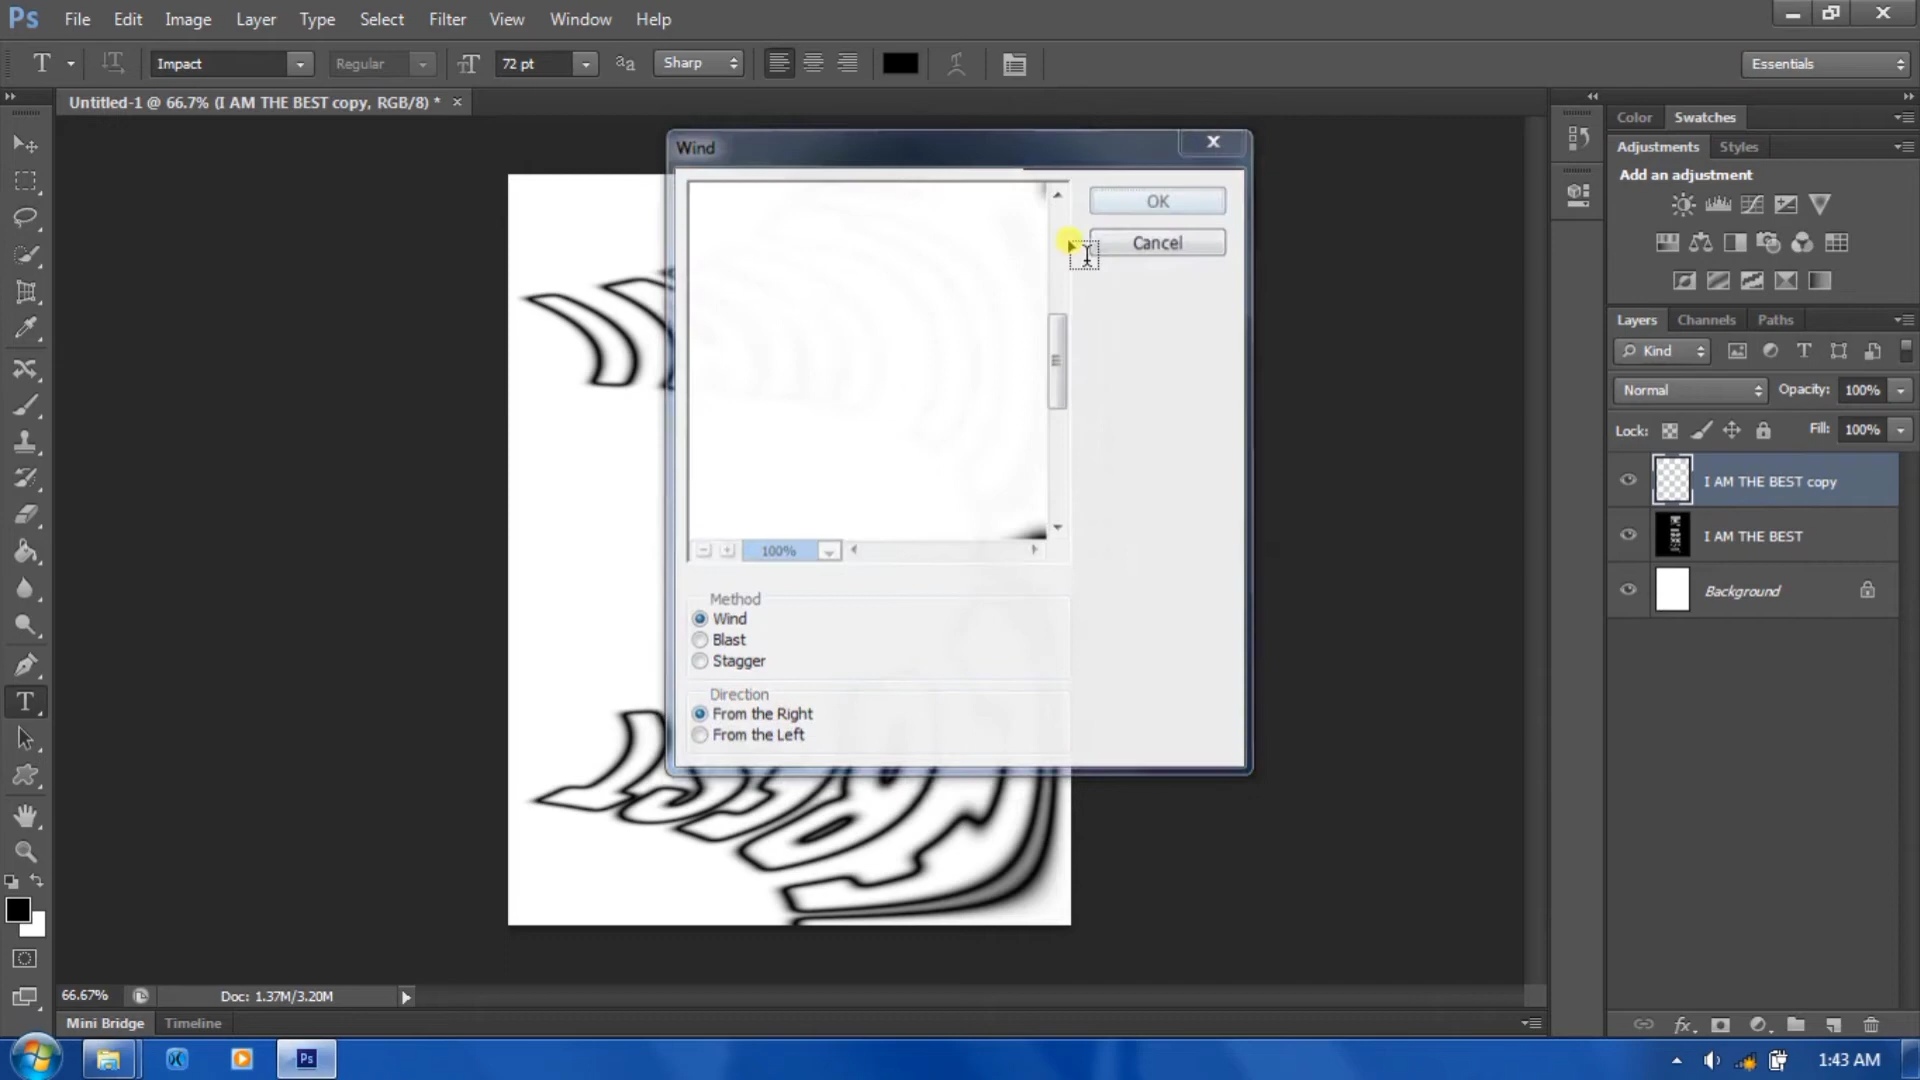 Ps File Edit Image Layer Type Select Filter View Window Help
T Impact Regular 72 pt Sharp Essentials
Untitled-1 @ 66.7% (I AM THE BEST copy, RGB/8) *
Color Swatches
Adjustments Styles
Add an adjustment
Wind
OK
Cancel
100%
Method
Wind
Blast
Stagger
Direction
From the Right
From the Left
Layers Channels Paths
Kind
Normal Opacity: 100%
Lock: Fill: 100%
I AM THE BEST copy
I AM THE BEST
Background
66.67% Doc: 1.37M/3.20M
Mini Bridge Timeline
Ps 1:43 AM